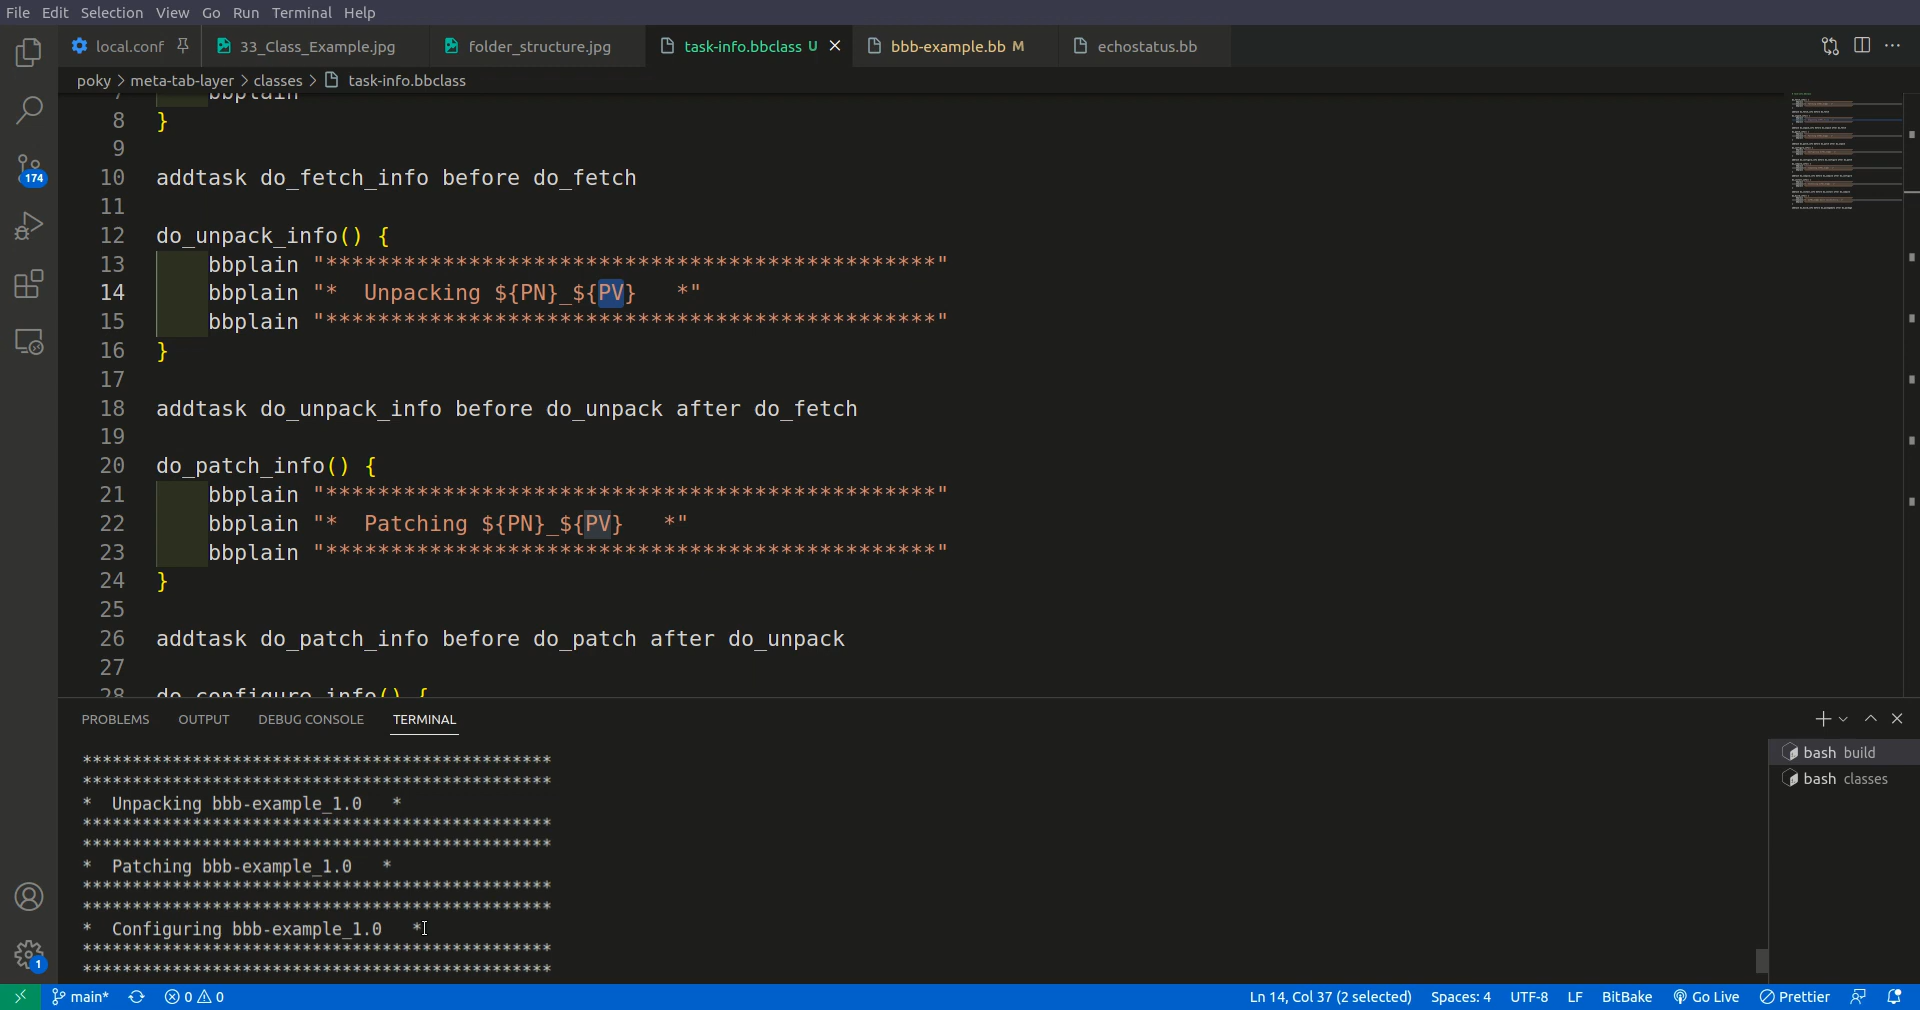 File Edit Selection View Go Run Terminal Help
local.conf 33_Class_Example.jpg folder_structure.jpg task-info.bbclass U bbb-example.bb M echostatus.bb
poky > meta-tab-layer > classes > task-info.bbclass
bbplain
8 }
9
10 addtask do_fetch_info before do_fetch
11
12 do_unpack_info() {
13 bbplain "***********************************************"
14 bbplain "*  Unpacking ${PN}_${PV}   *"
15 bbplain "***********************************************"
16 }
17
18 addtask do_unpack_info before do_unpack after do_fetch
19
20 do_patch_info() {
21 bbplain "***********************************************"
22 bbplain "*  Patching ${PN}_${PV}   *"
23 bbplain "***********************************************"
24 }
25
26 addtask do_patch_info before do_patch after do_unpack
27
28 do_configure_info() {
174
PROBLEMS OUTPUT DEBUG CONSOLE TERMINAL
bash build
bash classes
***********************************************
***********************************************
*  Unpacking bbb-example_1.0   *
***********************************************
***********************************************
*  Patching bbb-example_1.0   *
***********************************************
***********************************************
*  Configuring bbb-example_1.0   *
***********************************************
***********************************************
1
main* 0 0 Ln 14, Col 37 (2 selected) Spaces: 4 UTF-8 LF BitBake Go Live Prettier